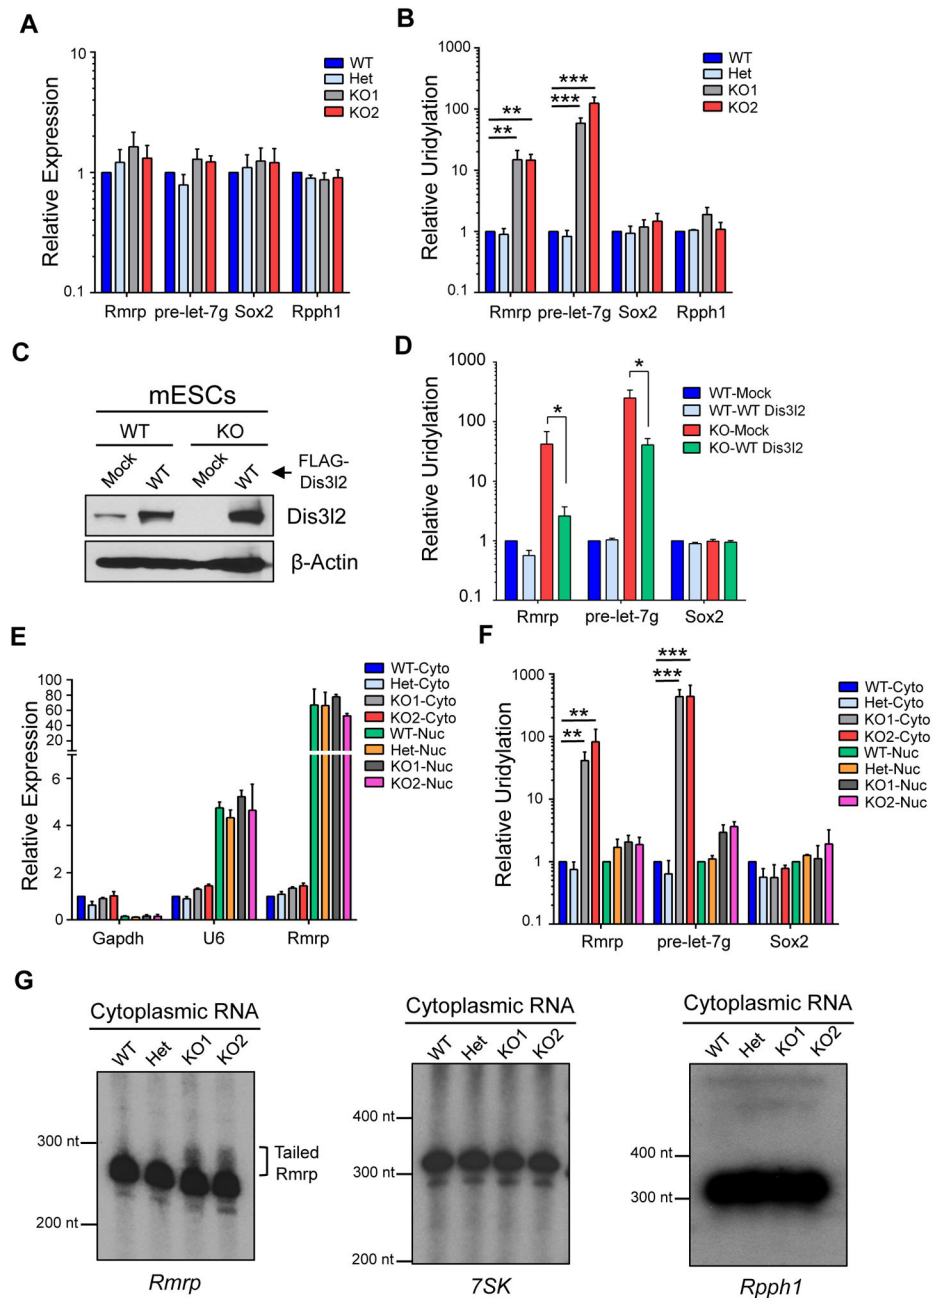 A
Relative Expression
10
1
0.1
WT
Het
KO1
KO2
Rmrp pre-let-7g Sox2 Rpph1
B
Relative Uridylation
1000
100
10
1
0.1
** ** *** ***
WT
Het
KO1
KO2
Rmrp pre-let-7g Sox2 Rpph1
C
mESCs
WT KO
Mock WT Mock WT
FLAG-
Dis3l2
Dis3l2
β-Actin
D
Relative Uridylation
1000
100
10
1
0.1
* *
WT-Mock
WT-WT Dis3l2
KO-Mock
KO-WT Dis3l2
Rmrp pre-let-7g Sox2
E
Relative Expression
100
80
60
40
20
6
4
2
0
WT-Cyto
Het-Cyto
KO1-Cyto
KO2-Cyto
WT-Nuc
Het-Nuc
KO1-Nuc
KO2-Nuc
Gapdh U6 Rmrp
F
Relative Uridylation
1000
100
10
1
0.1
** ** *** ***
WT-Cyto
Het-Cyto
KO1-Cyto
KO2-Cyto
WT-Nuc
Het-Nuc
KO1-Nuc
KO2-Nuc
Rmrp pre-let-7g Sox2
G
Cytoplasmic RNA
WT Het KO1 KO2
300 nt
200 nt
Tailed
Rmrp
Rmrp
Cytoplasmic RNA
WT Het KO1 KO2
400 nt
300 nt
200 nt
7SK
Cytoplasmic RNA
WT Het KO1 KO2
400 nt
300 nt
Rpph1